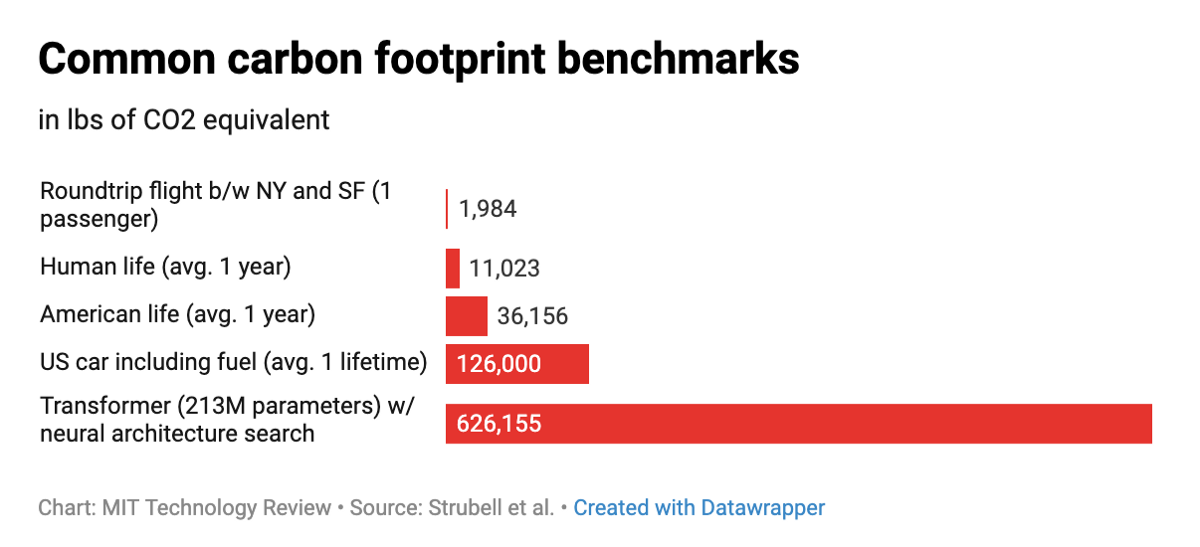 Common carbon footprint benchmarks
in lbs of CO2 equivalent
Roundtrip flight b/w NY and SF (1
passenger)
1,984
Human life (avg. 1 year)
11,023
American life (avg. 1 year)
36,156
US car including fuel (avg. 1 lifetime)
126,000
Transformer (213M parameters) w/
neural architecture search
626,155
Chart: MIT Technology Review • Source: Strubell et al. • Created with Datawrapper